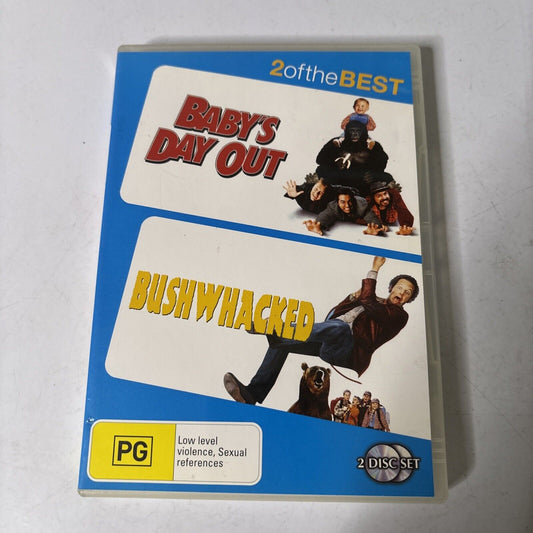 2oftheBEST
BABY'S
DAY OUT
BUSHWHACKED
PG
Low level
violence, Sexual
references
2 DISC SET